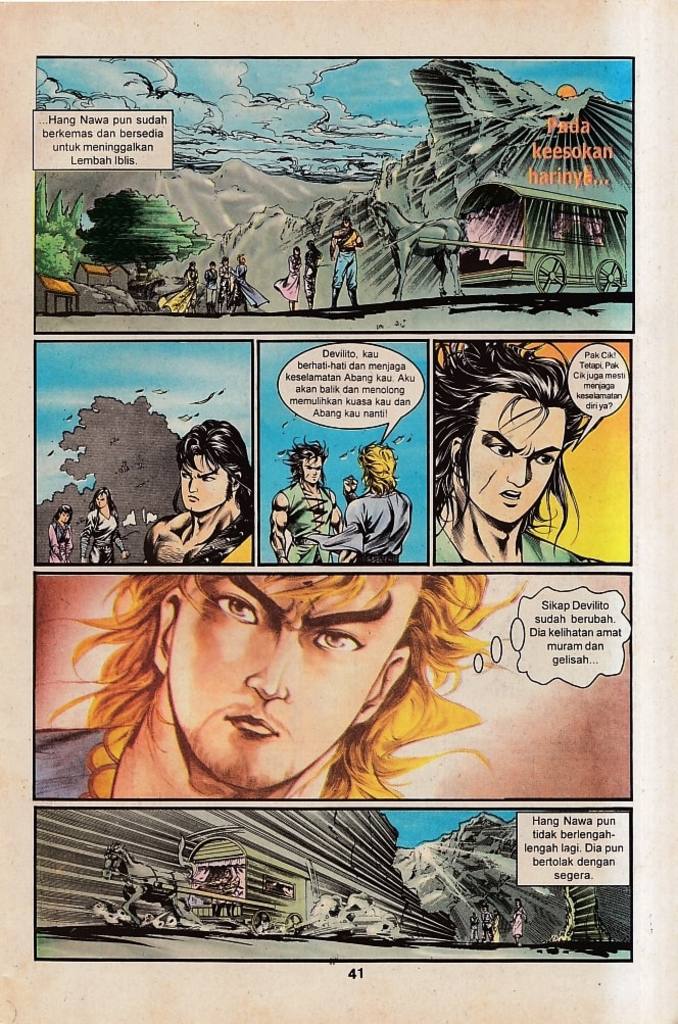 Pada
keesokan
harinya...
...Hang Nawa pun sudah
berkemas dan bersedia
untuk meninggalkan
Lembah Iblis.
Devilito, kau
berhati-hati dan menjaga
keselamatan Abang kau. Aku
akan balik dan menolong
memulihkan kuasa kau dan
Abang kau nanti!
Pak Cik!
Tetapi, Pak
Cik juga mesti
menjaga
keselamatan
diri ya?
Sikap Devilito
sudah berubah.
Dia kelihatan amat
muram dan
gelisah...
Hang Nawa pun
tidak berlengah-
lengah lagi. Dia pun
bertolak dengan
segera.
41